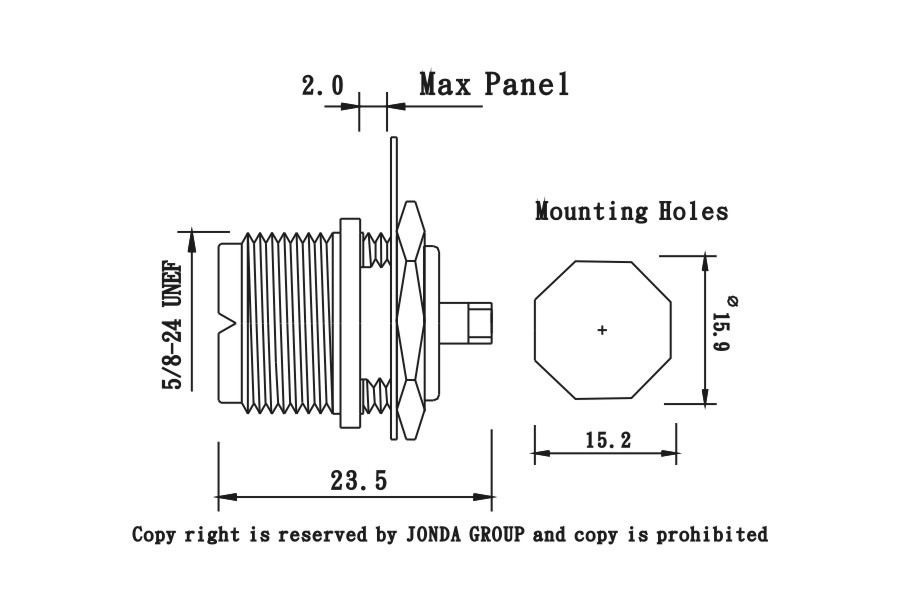 2.0 Max Panel
Mounting Holes
5/8-24 UNEF
⌀ 15.9
15.2
23.5
Copy right is reserved by JONDA GROUP and copy is prohibited